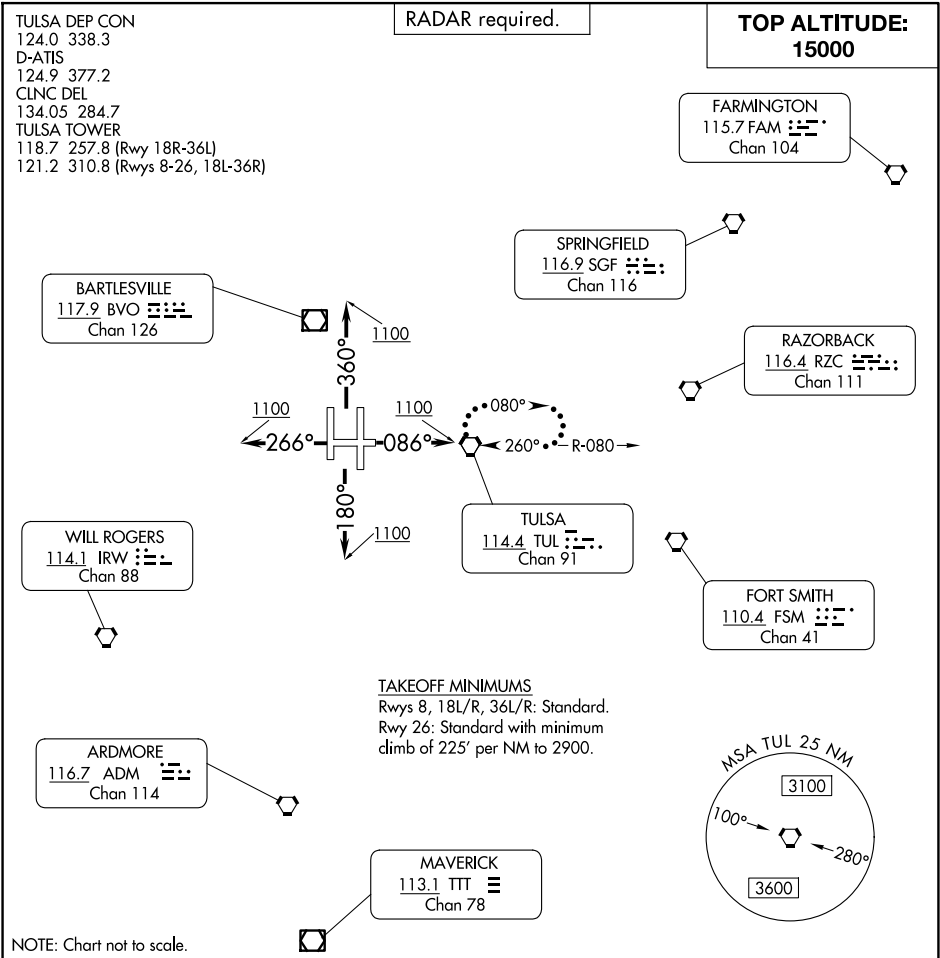 TULSA DEP CON
124.0 338.3
D-ATIS
124.9 377.2
CLNC DEL
134.05 284.7
TULSA TOWER
118.7 257.8 (Rwy 18R-36L)
121.2 310.8 (Rwys 8-26, 18L-36R)
RADAR required.
TOP ALTITUDE:
15000
FARMINGTON
115.7 FAM
Chan 104
SPRINGFIELD
116.9 SGF
Chan 116
BARTLESVILLE
117.9 BVO
Chan 126
1100
360°
RAZORBACK
116.4 RZC
Chan 111
1100
266°
1100
086°
080°
260°
R-080
180°
1100
TULSA
114.4 TUL
Chan 91
WILL ROGERS
114.1 IRW
Chan 88
FORT SMITH
110.4 FSM
Chan 41
TAKEOFF MINIMUMS
Rwys 8, 18L/R, 36L/R: Standard.
Rwy 26: Standard with minimum
climb of 225' per NM to 2900.
ARDMORE
116.7 ADM
Chan 114
MSA TUL 25 NM
3100
100°
280°
3600
MAVERICK
113.1 TTT
Chan 78
NOTE: Chart not to scale.